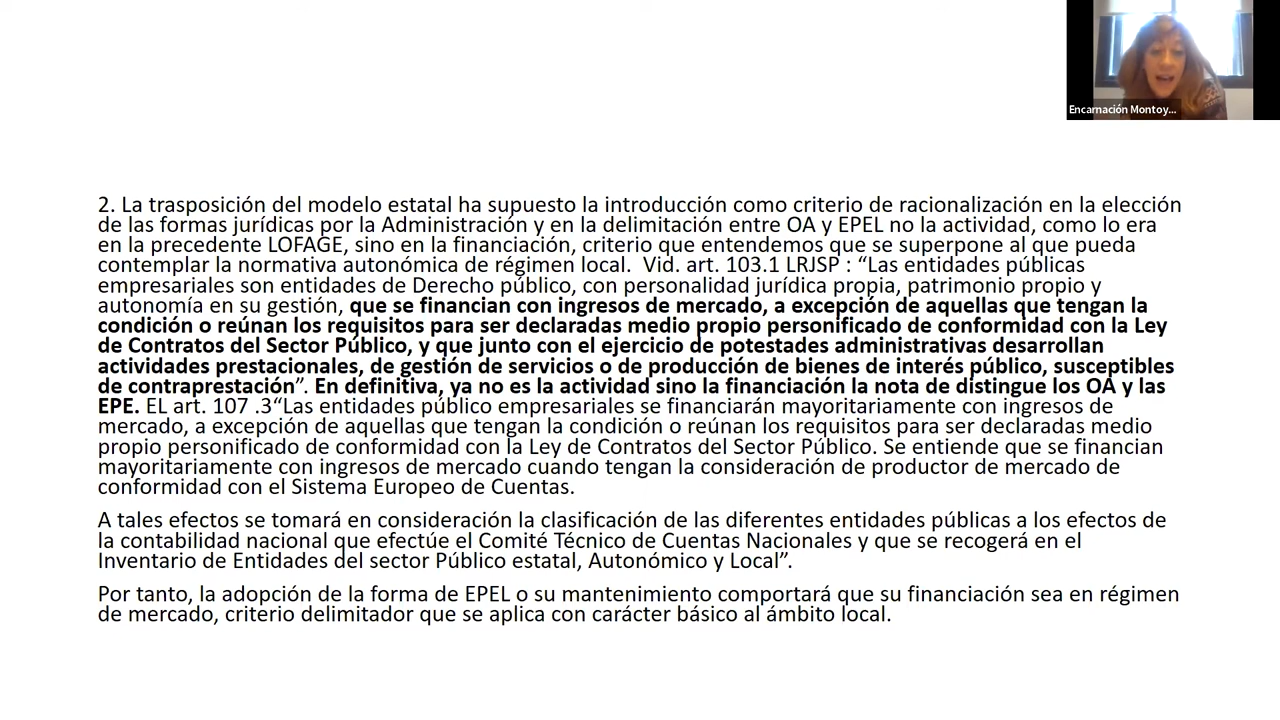 Encarnación Montoy...
2. La trasposición del modelo estatal ha supuesto la introducción como criterio de racionalización en la elección
de las formas jurídicas por la Administración y en la delimitación entre OA y EPEL no la actividad, como lo era
en la precedente LOFAGE, sino en la financiación, criterio que entendemos que se superpone al que pueda
contemplar la normativa autonómica de régimen local.  Vid. art. 103.1 LRJSP : “Las entidades públicas
empresariales son entidades de Derecho público, con personalidad jurídica propia, patrimonio propio y
autonomía en su gestión, que se financian con ingresos de mercado, a excepción de aquellas que tengan la
condición o reúnan los requisitos para ser declaradas medio propio personificado de conformidad con la Ley
de Contratos del Sector Público, y que junto con el ejercicio de potestades administrativas desarrollan
actividades prestacionales, de gestión de servicios o de producción de bienes de interés público, susceptibles
de contraprestación”. En definitiva, ya no es la actividad sino la financiación la nota de distingue los OA y las
EPE. EL art. 107 .3“Las entidades público empresariales se financiarán mayoritariamente con ingresos de
mercado, a excepción de aquellas que tengan la condición o reúnan los requisitos para ser declaradas medio
propio personificado de conformidad con la Ley de Contratos del Sector Público. Se entiende que se financian
mayoritariamente con ingresos de mercado cuando tengan la consideración de productor de mercado de
conformidad con el Sistema Europeo de Cuentas.
A tales efectos se tomará en consideración la clasificación de las diferentes entidades públicas a los efectos de
la contabilidad nacional que efectúe el Comité Técnico de Cuentas Nacionales y que se recogerá en el
Inventario de Entidades del sector Público estatal, Autonómico y Local”.
Por tanto, la adopción de la forma de EPEL o su mantenimiento comportará que su financiación sea en régimen
de mercado, criterio delimitador que se aplica con carácter básico al ámbito local.